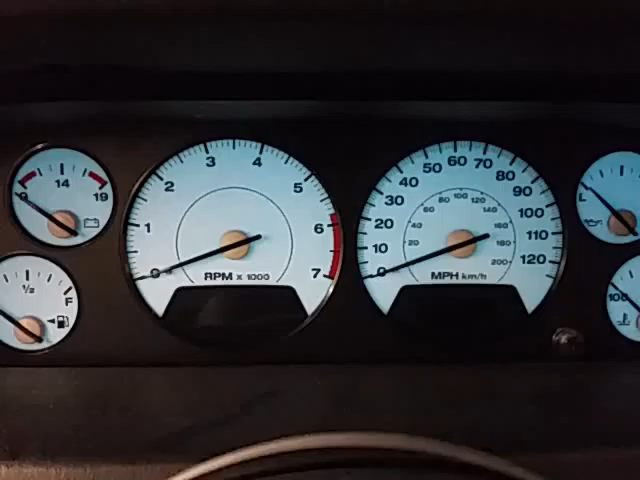 9 14 19
1/2 F
0 1 2 3 4 5 6 7
RPM x 1000
0 10 20 30 40 50 60 70 80 90 100 110 120
20 40 60 80 100 120 140 160 180 200
MPH km/h
L
100